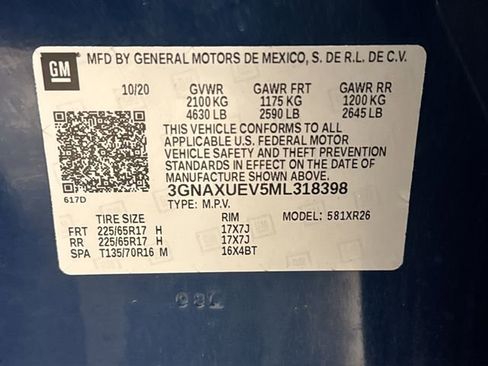 GM
MFD BY GENERAL MOTORS DE MEXICO, S. DE R.L. DE C.V.
10/20 GVWR GAWR FRT GAWR RR
2100 KG 1175 KG 1200 KG
4630 LB 2590 LB 2645 LB
THIS VEHICLE CONFORMS TO ALL
APPLICABLE U.S. FEDERAL MOTOR
VEHICLE SAFETY AND THEFT PREVENTION
STANDARDS IN EFFECT ON THE DATE OF
MANUFACTURE SHOWN ABOVE.
617D
3GNAXUEV5ML318398
TYPE: M.P.V.
TIRE SIZE RIM MODEL: 581XR26
FRT 225/65R17 H 17X7J
RR 225/65R17 H 17X7J
SPA T135/70R16 M 16X4BT